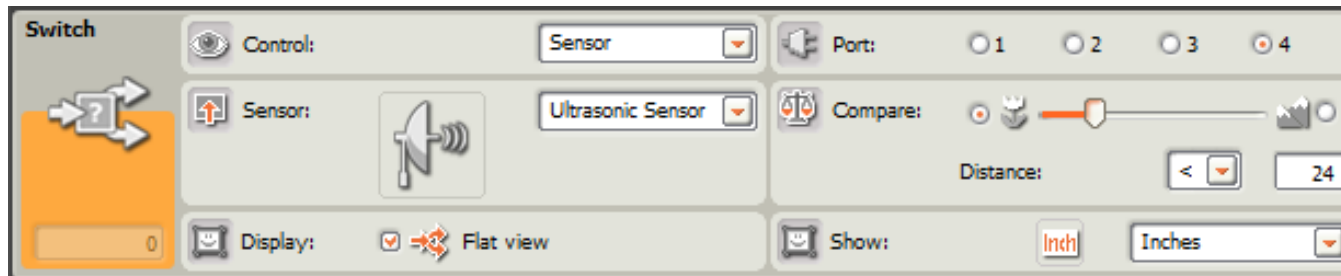 Switch
Control: Sensor
Port: 1 2 3 4
Sensor: Ultrasonic Sensor
Compare:
Distance: < 24
0
Display: Flat view
Show: Inch Inches